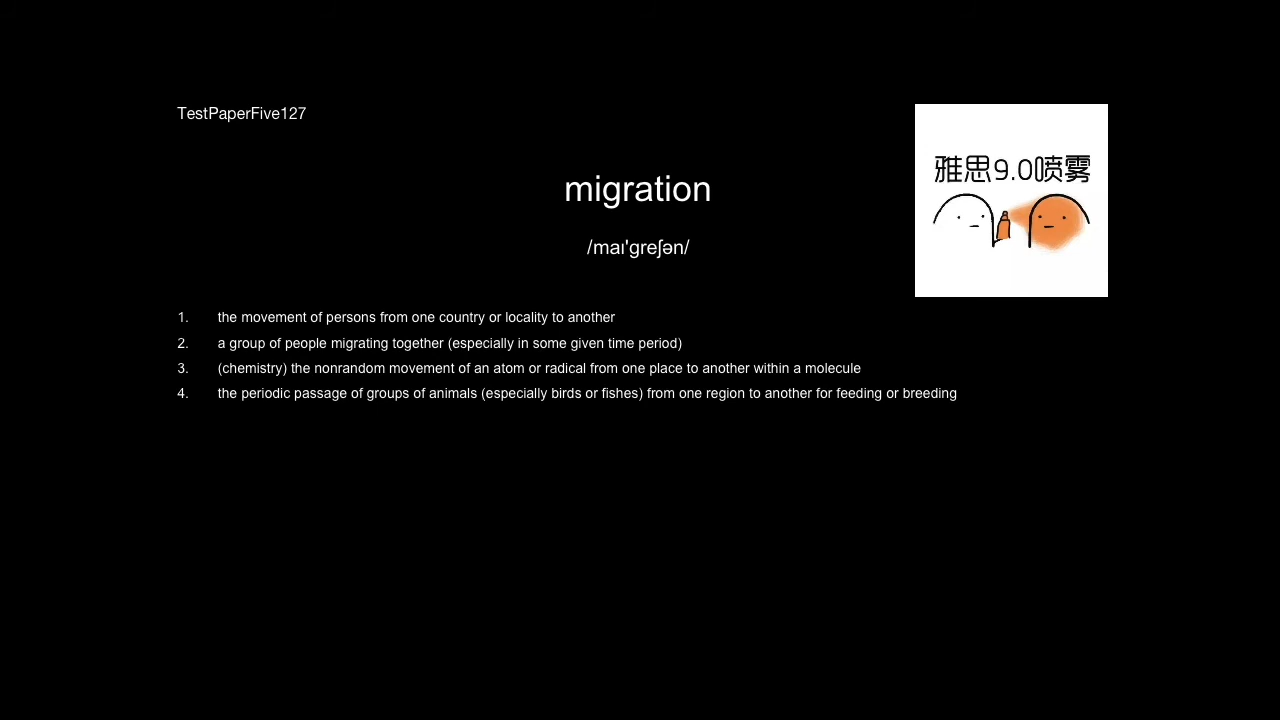 TestPaperFive127
雅思9.0喷雾
migration
/maɪ'greʃən/
1. the movement of persons from one country or locality to another
2. a group of people migrating together (especially in some given time period)
3. (chemistry) the nonrandom movement of an atom or radical from one place to another within a molecule
4. the periodic passage of groups of animals (especially birds or fishes) from one region to another for feeding or breeding